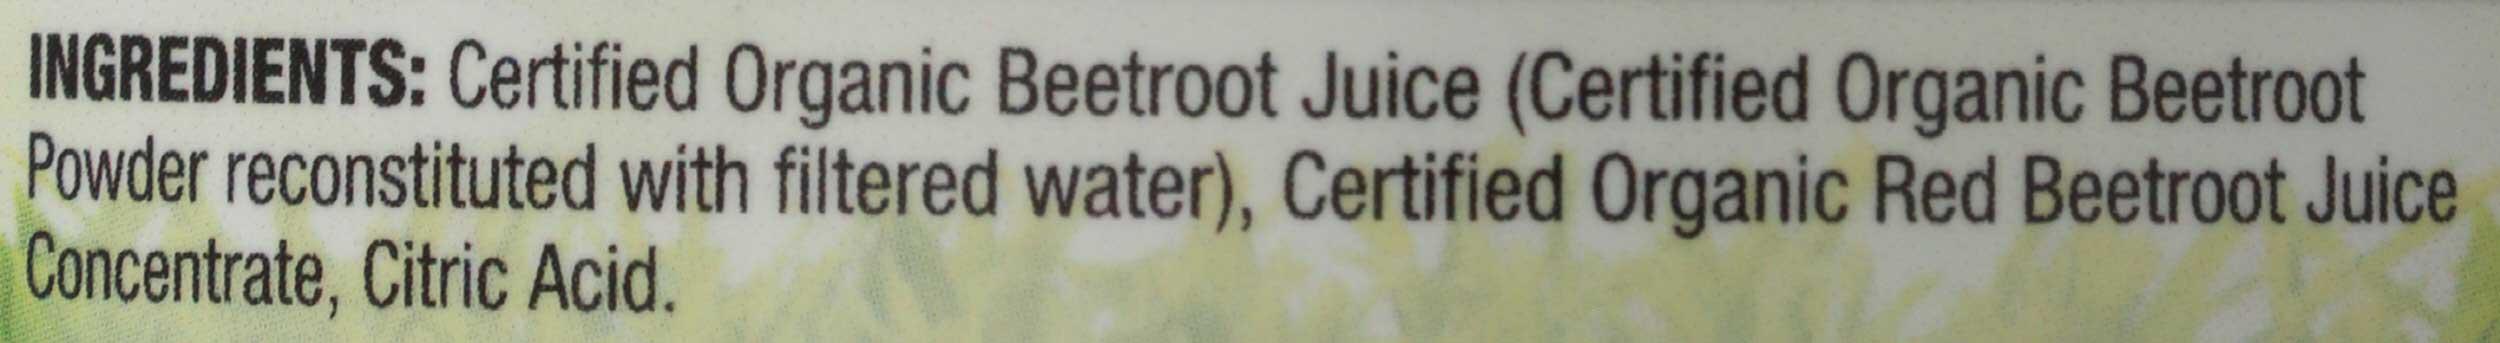 INGREDIENTS: Certified Organic Beetroot Juice (Certified Organic Beetroot
Powder reconstituted with filtered water), Certified Organic Red Beetroot Juice
Concentrate, Citric Acid.